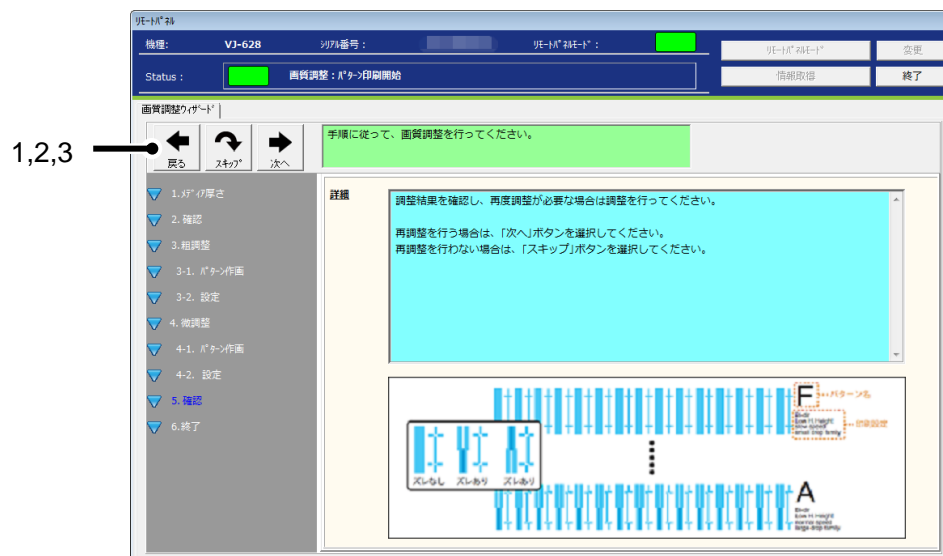 リモートパネル
機種:
VJ-628
シリアル番号：
リモートパネルモード：
リモートパネルモード
変更
Status：
画質調整：パターン印刷開始
情報取得
終了
画質調整ウィザード
1,2,3
戻る
スキップ
次へ
手順に従って、画質調整を行ってください。
1.メディア厚さ
2. 確認
3.粗調整
3-1. パターン作画
3-2. 設定
4. 微調整
4-1. パターン作画
4-2. 設定
5. 確認
6.終了
詳細
調整結果を確認し、再度調整が必要な場合は調整を行ってください。
再調整を行う場合は、「次へ」ボタンを選択してください。
再調整を行わない場合は、「スキップ」ボタンを選択してください。
F
パターン名
印刷設定
ズレなし
ズレあり
ズレあり
A